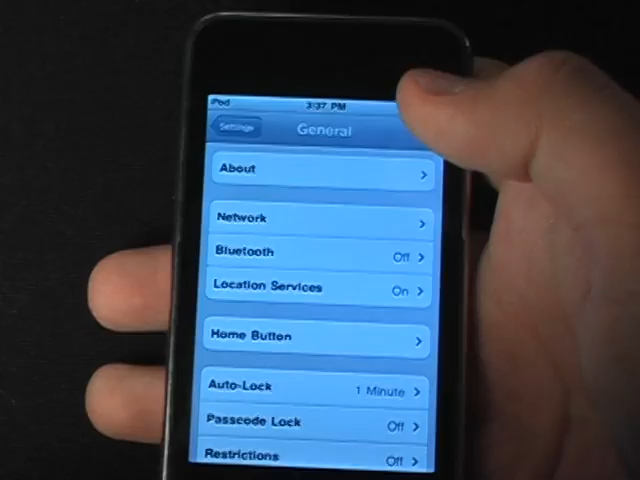 iPod 3:37 PM
Settings General
About
Network
Bluetooth Off
Location Services On
Home Button
Auto-Lock 1 Minute
Passcode Lock Off
Restrictions Off